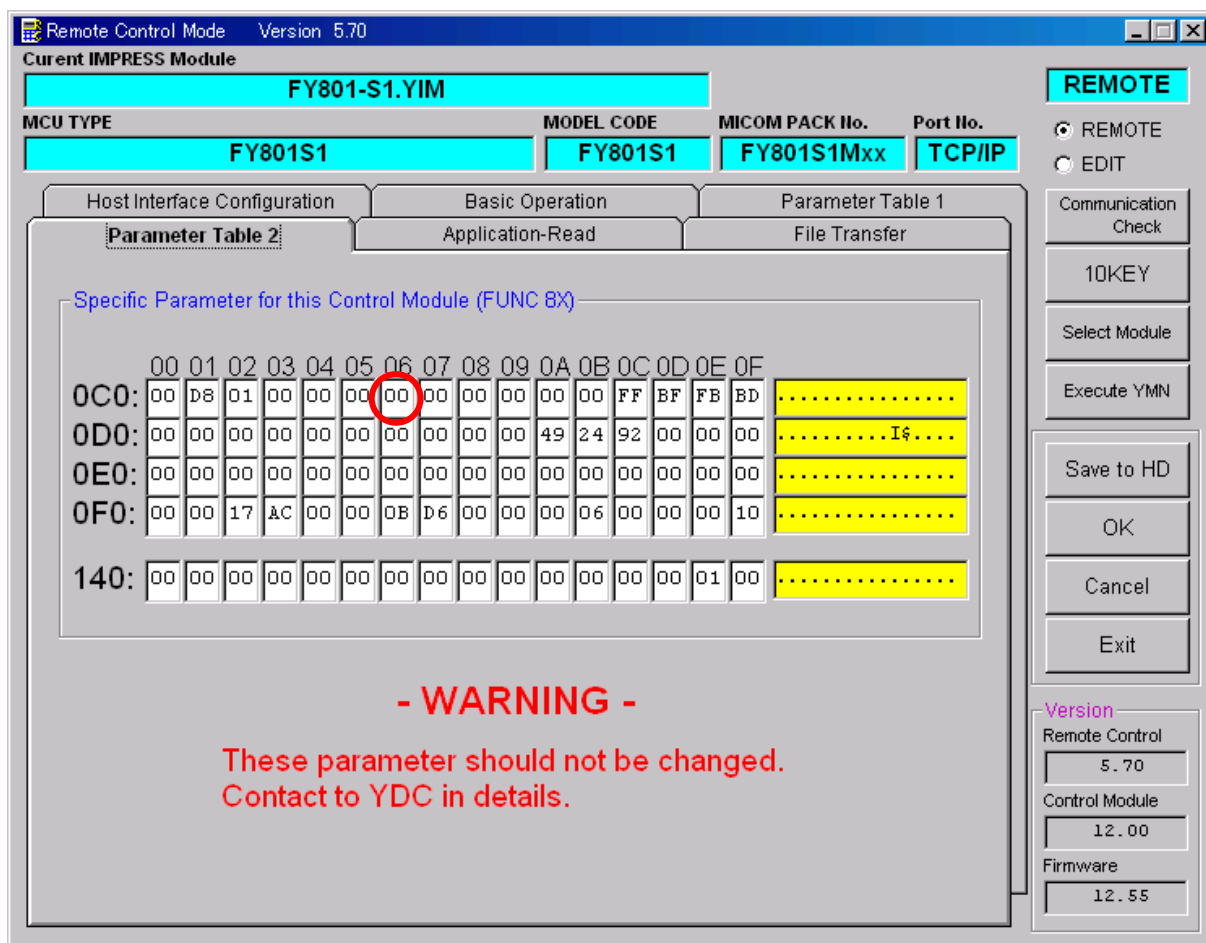 Remote Control Mode Version 5.70
Curent IMPRESS Module
FY801-S1.YIM
MCU TYPE MODEL CODE MICOM PACK No. Port No.
FY801S1 FY801S1 FY801S1Mxx TCP/IP
REMOTE
REMOTE
EDIT
Host Interface Configuration Basic Operation Parameter Table 1
Parameter Table 2 Application-Read File Transfer
Specific Parameter for this Control Module (FUNC 8X)
00 01 02 03 04 05 06 07 08 09 0A 0B 0C 0D 0E 0F
0C0: 00 D8 01 00 00 00 00 00 00 00 00 00 FF BF FB BD ................
0D0: 00 00 00 00 00 00 00 00 00 00 49 24 92 00 00 00 ..........I$....
0E0: 00 00 00 00 00 00 00 00 00 00 00 00 00 00 00 00 ................
0F0: 00 00 17 AC 00 00 0B D6 00 00 00 06 00 00 00 10 ................
140: 00 00 00 00 00 00 00 00 00 00 00 00 00 00 01 00 ................
- WARNING -
These parameter should not be changed.
Contact to YDC in details.
Communication
Check
10KEY
Select Module
Execute YMN
Save to HD
OK
Cancel
Exit
Version
Remote Control
5.70
Control Module
12.00
Firmware
12.55